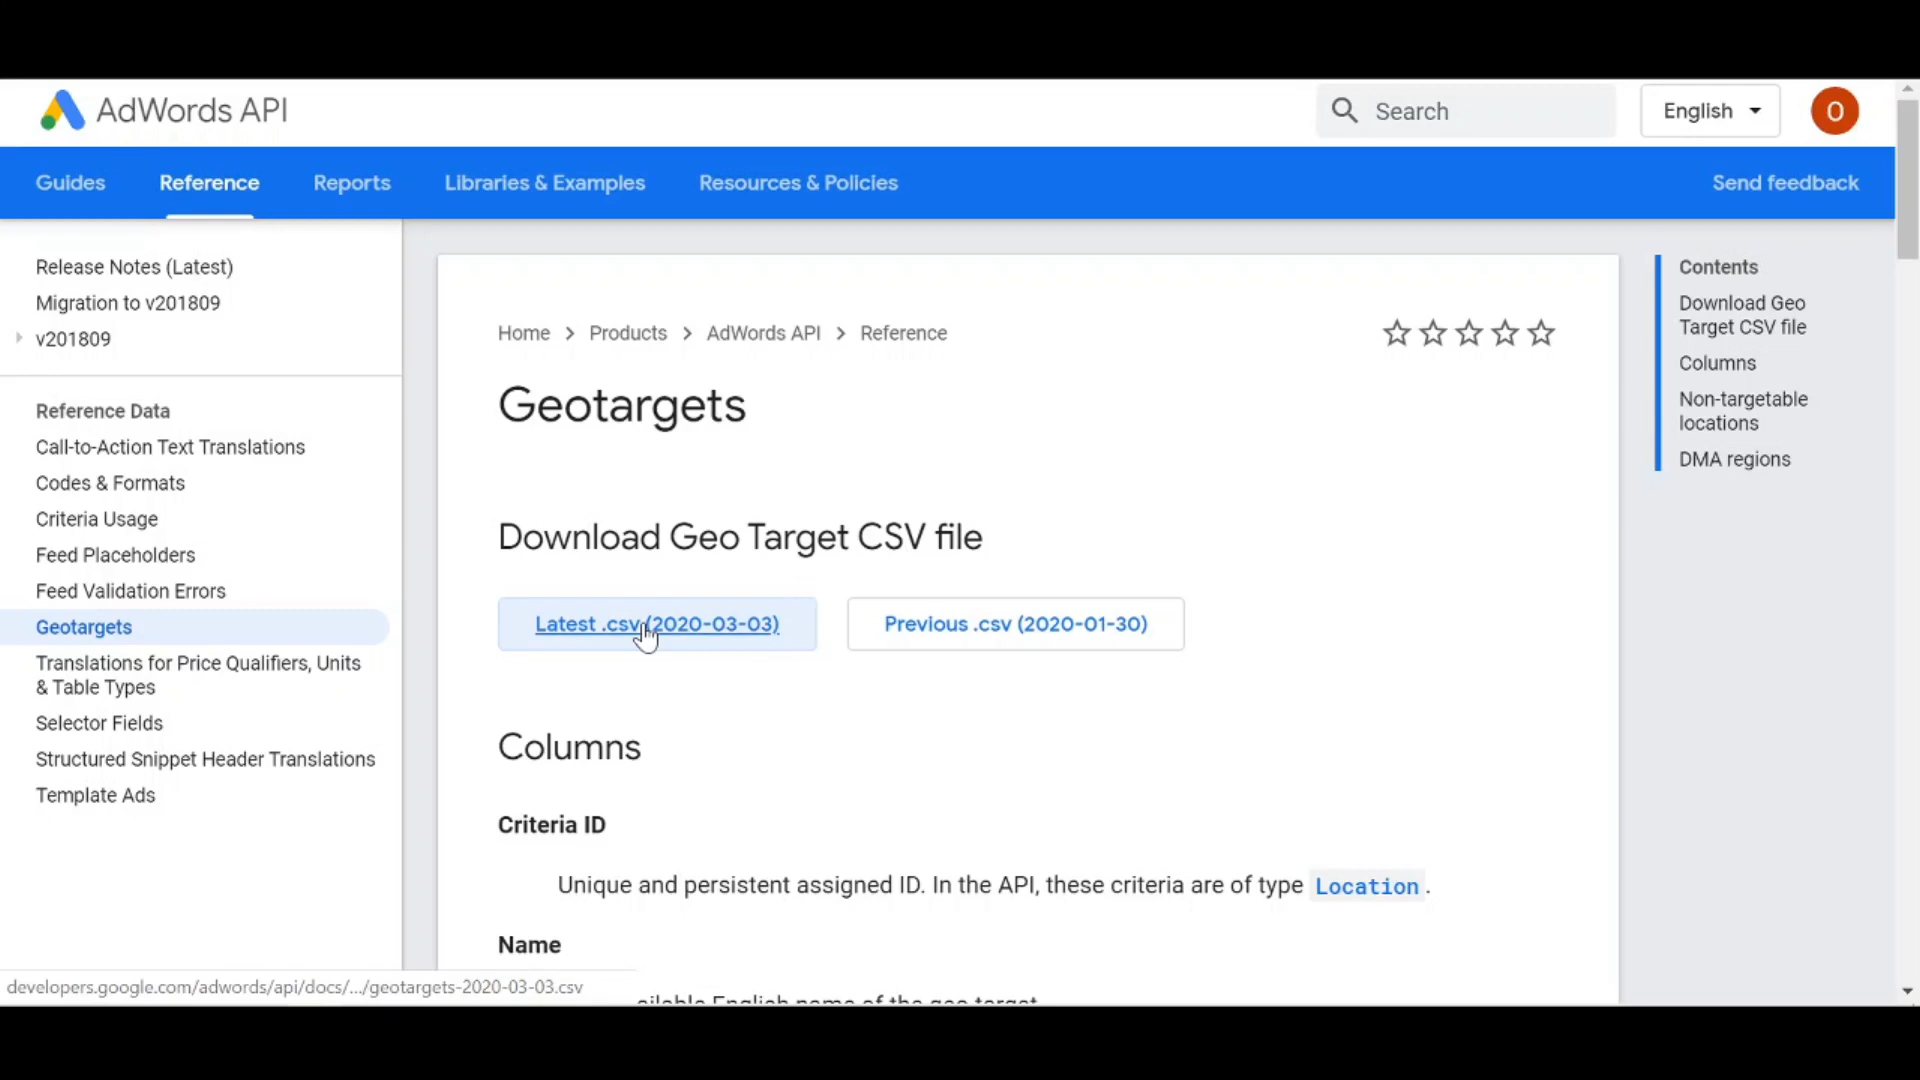 AdWords API
Search
English
O
Guides
Reference
Reports
Libraries & Examples
Resources & Policies
Send feedback
Release Notes (Latest)
Migration to v201809
v201809
Reference Data
Call-to-Action Text Translations
Codes & Formats
Criteria Usage
Feed Placeholders
Feed Validation Errors
Geotargets
Translations for Price Qualifiers, Units
& Table Types
Selector Fields
Structured Snippet Header Translations
Template Ads
Home > Products > AdWords API > Reference
Geotargets
Download Geo Target CSV file
Latest .csv (2020-03-03)
Previous .csv (2020-01-30)
Columns
Criteria ID
Unique and persistent assigned ID. In the API, these criteria are of type Location.
Name
English name of the geo target
Contents
Download Geo
Target CSV file
Columns
Non-targetable
locations
DMA regions
developers.google.com/adwords/api/docs/.../geotargets-2020-03-03.csv